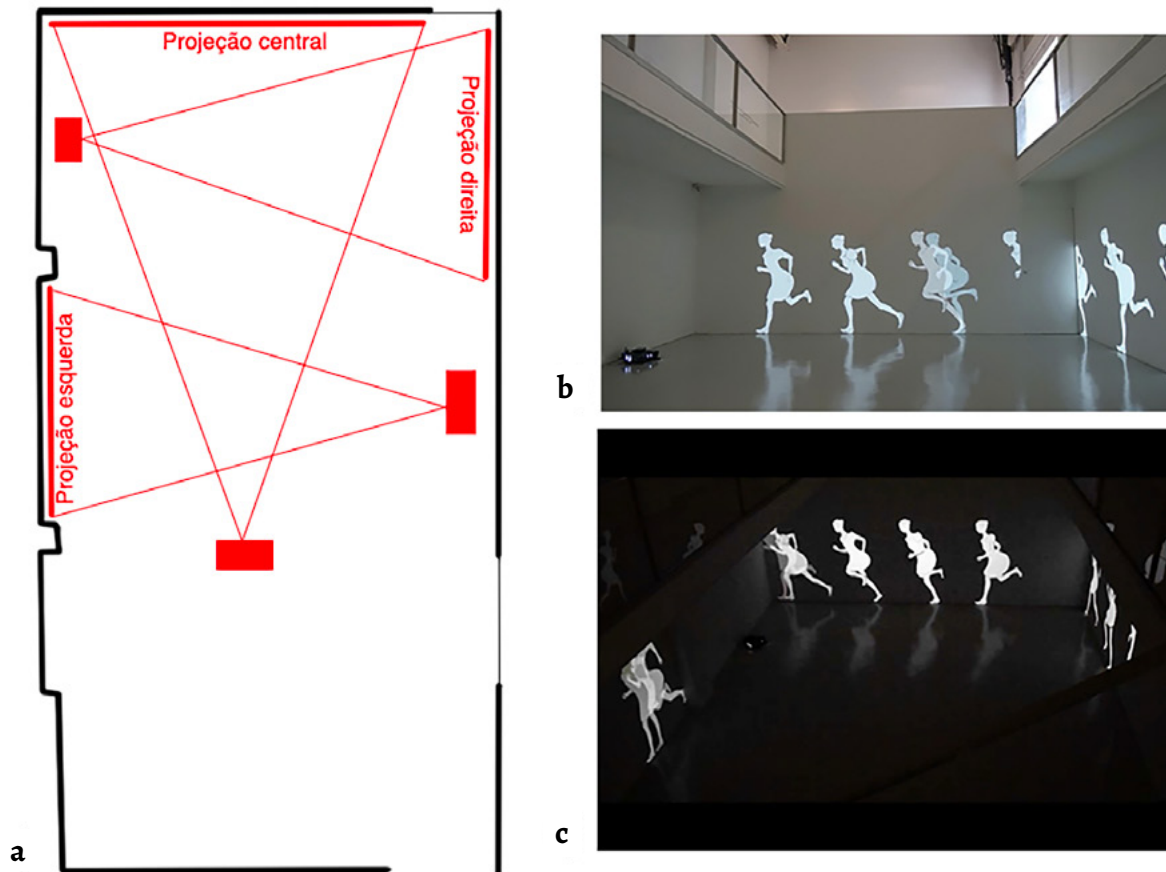 Projeção central
Projeção direita
Projeção esquerda
a
b
c